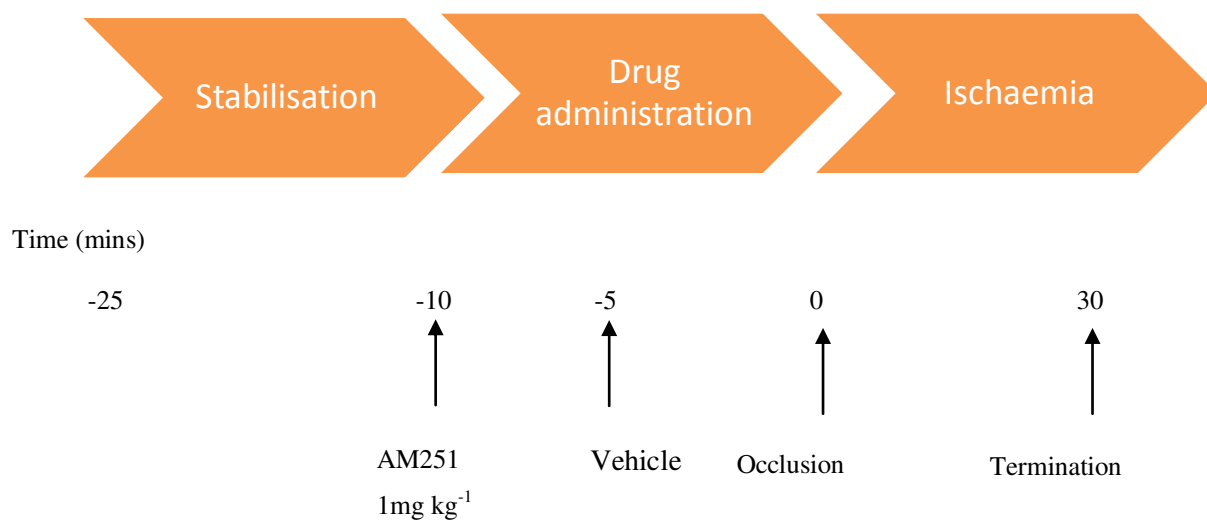 Stabilisation
Drug
administration
Ischaemia
Time (mins)
-25 -10 -5 0 30
AM251 Vehicle Occlusion Termination
1mg kg⁻¹